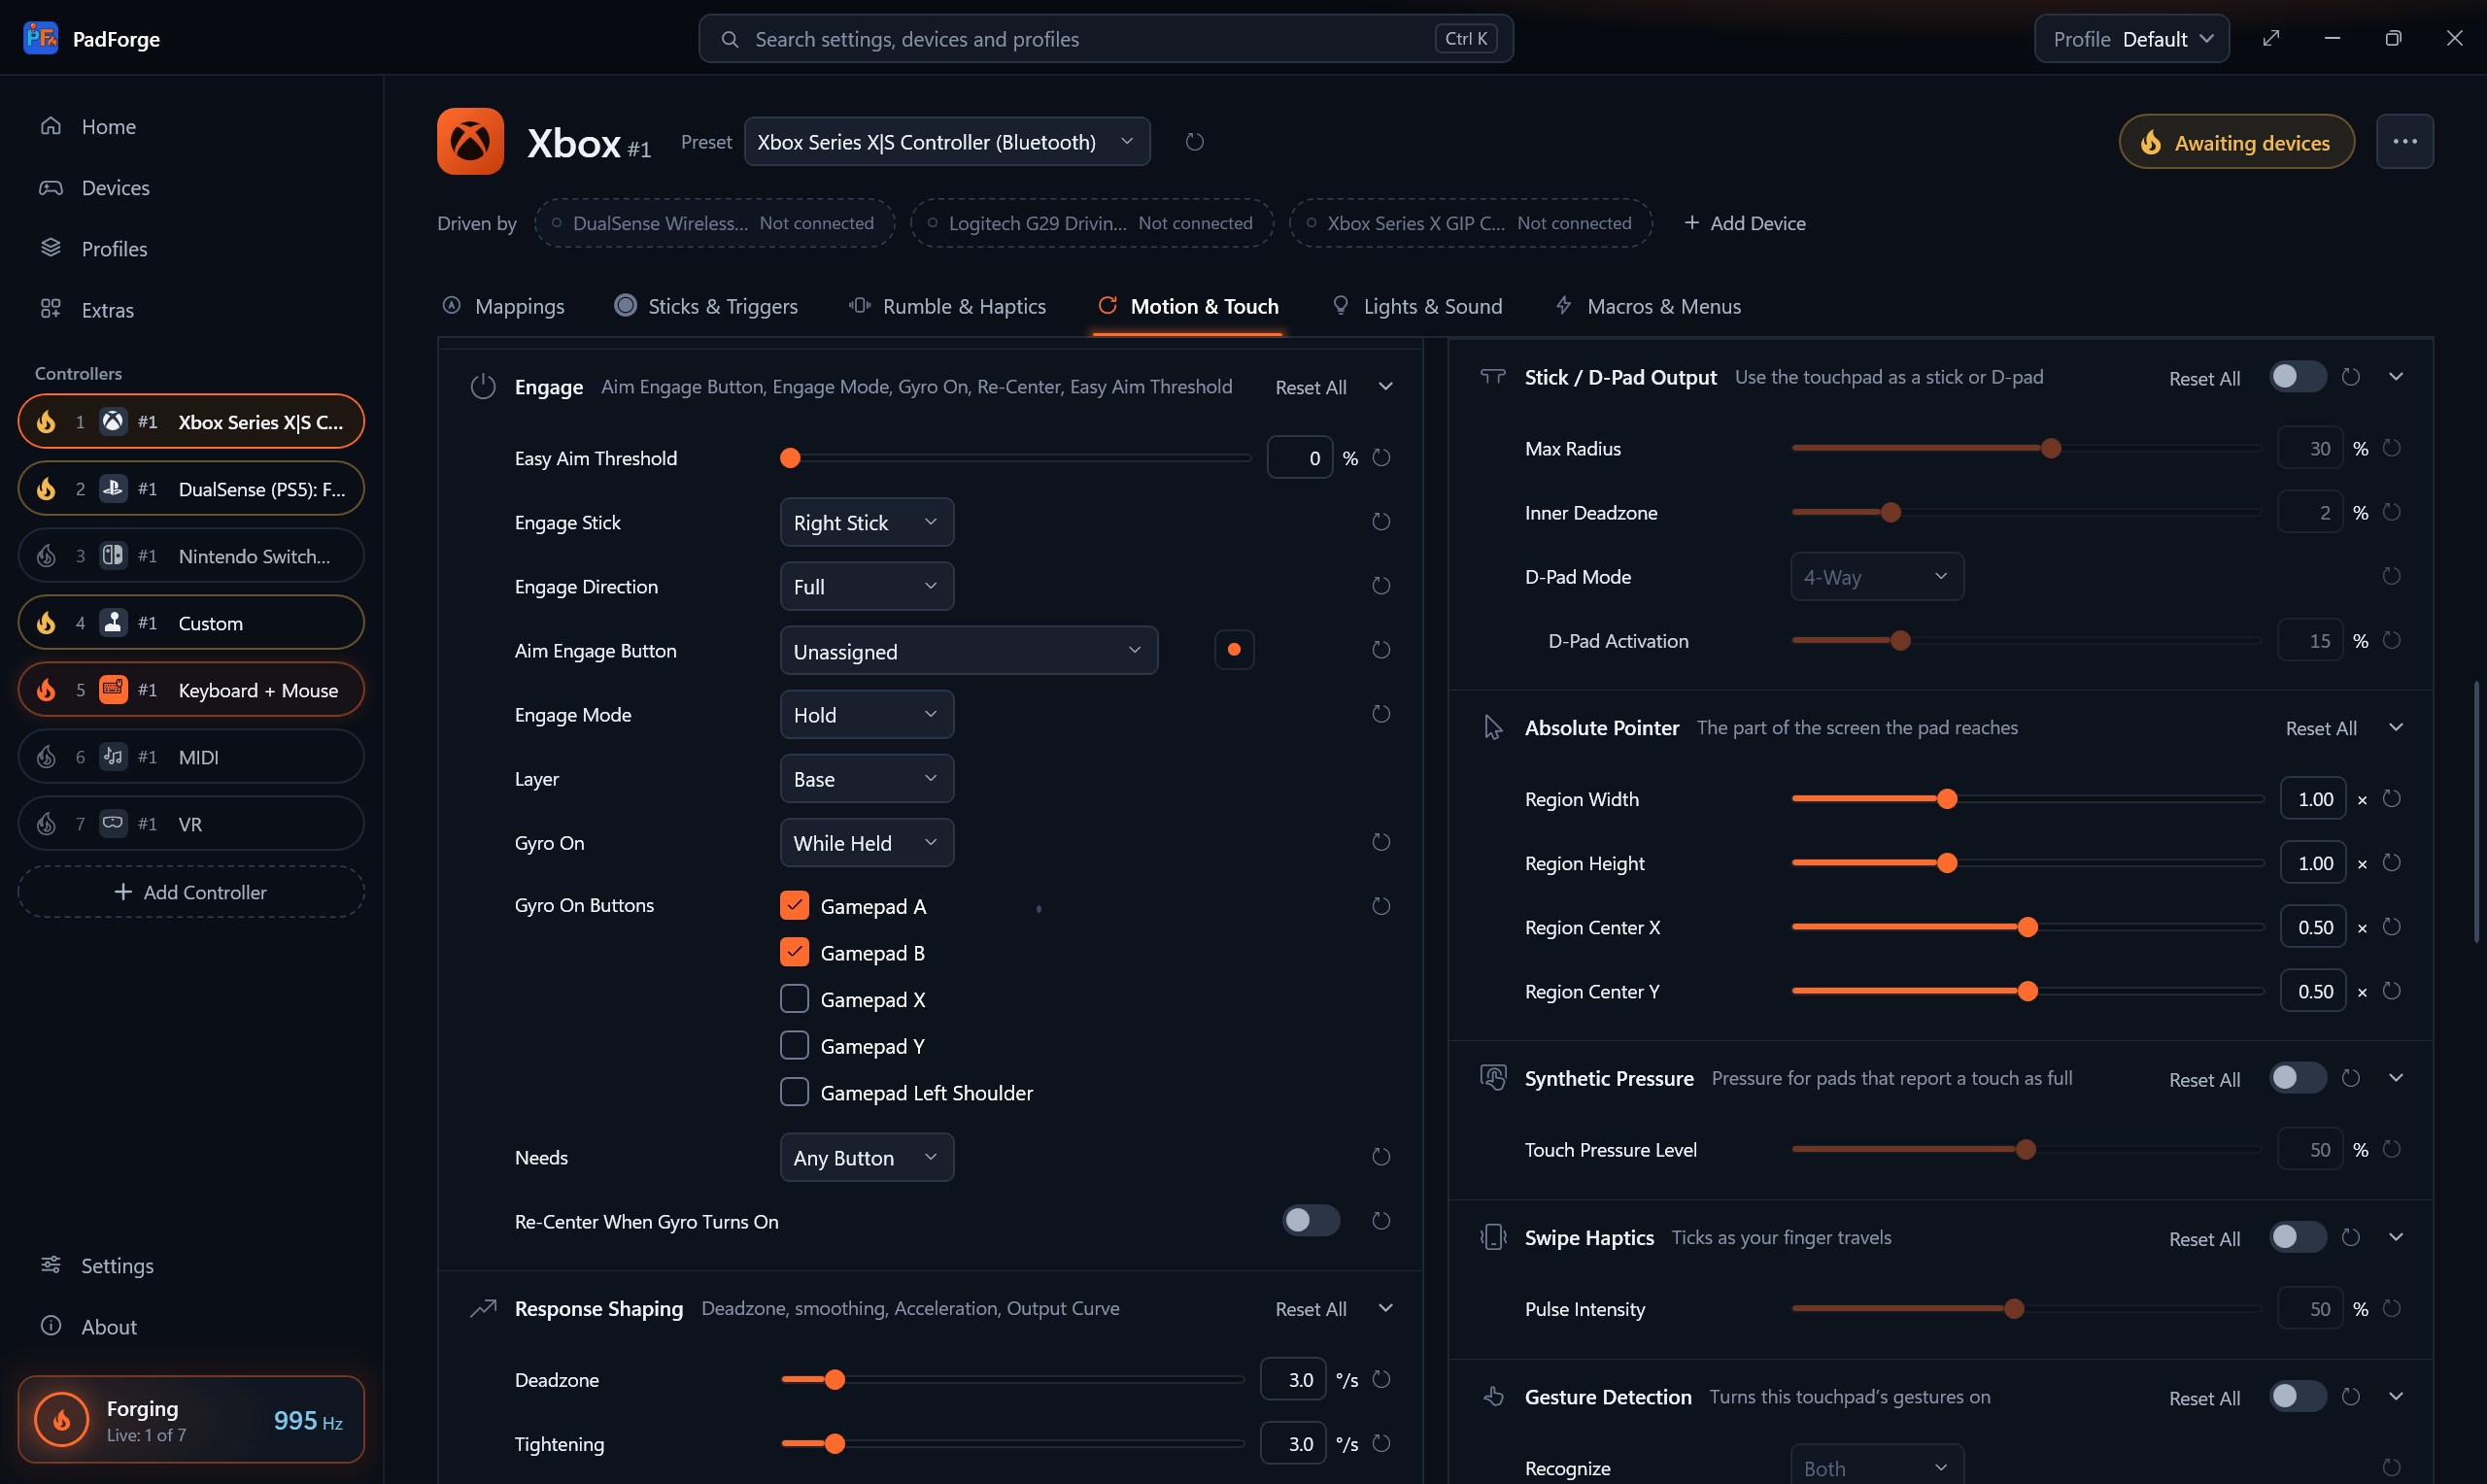 PadForge
Search settings, devices and profiles
Ctrl K
Profile Default
Home
Devices
Profiles
Extras
Controllers
1 #1 Xbox Series X|S C...
2 #1 DualSense (PS5): F...
3 #1 Nintendo Switch...
4 #1 Custom
5 #1 Keyboard + Mouse
6 #1 MIDI
7 #1 VR
Add Controller
Settings
About
Forging
Live: 1 of 7
995 Hz
Xbox #1
Preset
Xbox Series X|S Controller (Bluetooth)
Awaiting devices
Driven by
DualSense Wireless... Not connected
Logitech G29 Drivin... Not connected
Xbox Series X GIP C... Not connected
Add Device
Mappings
Sticks & Triggers
Rumble & Haptics
Motion & Touch
Lights & Sound
Macros & Menus
Engage Aim Engage Button, Engage Mode, Gyro On, Re-Center, Easy Aim Threshold Reset All
Easy Aim Threshold 0 %
Engage Stick Right Stick
Engage Direction Full
Aim Engage Button Unassigned
Engage Mode Hold
Layer Base
Gyro On While Held
Gyro On Buttons Gamepad A
Gamepad B
Gamepad X
Gamepad Y
Gamepad Left Shoulder
Needs Any Button
Re-Center When Gyro Turns On
Response Shaping Deadzone, smoothing, Acceleration, Output Curve Reset All
Deadzone 3.0 °/s
Tightening 3.0 °/s
Stick / D-Pad Output Use the touchpad as a stick or D-pad Reset All
Max Radius 30 %
Inner Deadzone 2 %
D-Pad Mode 4-Way
D-Pad Activation 15 %
Absolute Pointer The part of the screen the pad reaches Reset All
Region Width 1.00 ×
Region Height 1.00 ×
Region Center X 0.50 ×
Region Center Y 0.50 ×
Synthetic Pressure Pressure for pads that report a touch as full Reset All
Touch Pressure Level 50 %
Swipe Haptics Ticks as your finger travels Reset All
Pulse Intensity 50 %
Gesture Detection Turns this touchpad's gestures on Reset All
Recognize Both